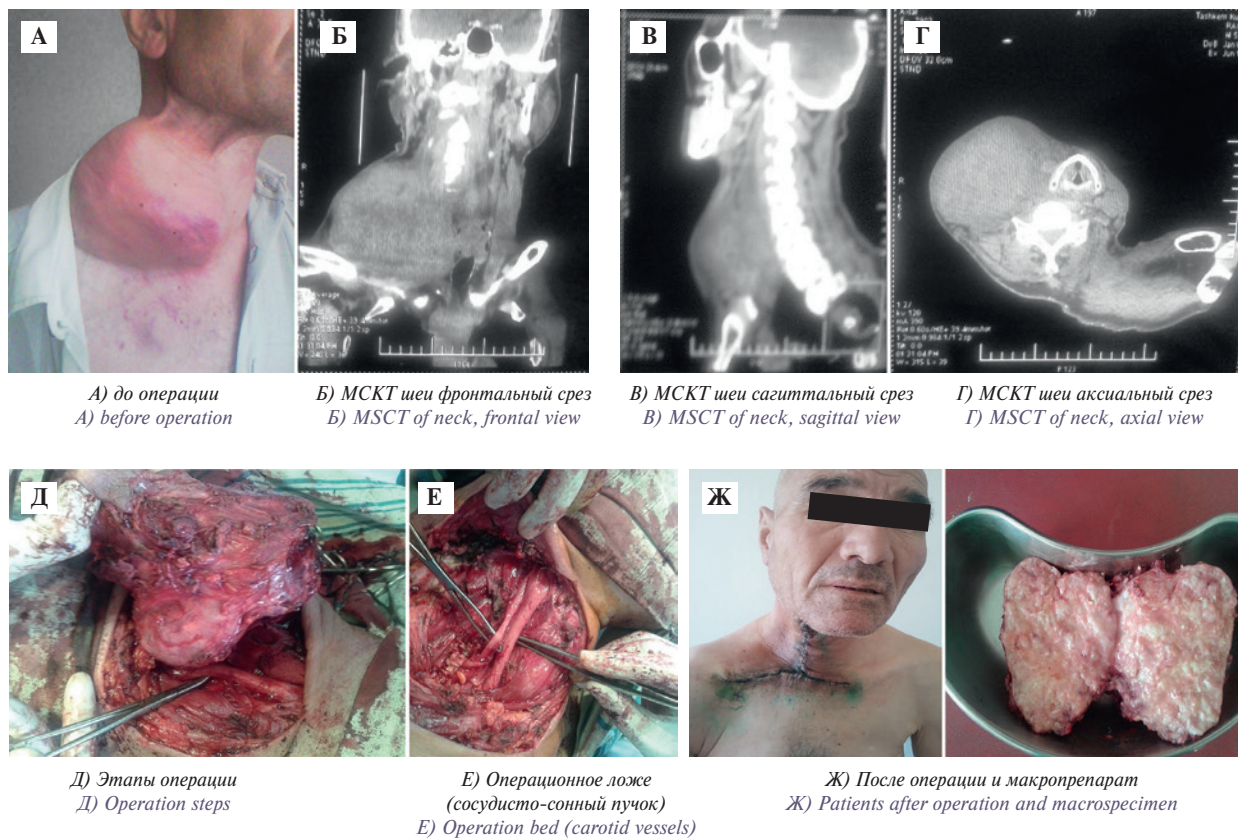 А
Б
В
Г
А) до операции
A) before operation
Б) МСКТ шеи фронтальный срез
Б) MSCT of neck, frontal view
В) МСКТ шеи сагиттальный срез
В) MSCT of neck, sagittal view
Г) МСКТ шеи аксиальный срез
Г) MSCT of neck, axial view
Д
Е
Ж
Д) Этапы операции
Д) Operation steps
Е) Операционное ложе
(сосудисто-сонный пучок)
Е) Operation bed (carotid vessels)
Ж) После операции и макропрепарат
Ж) Patients after operation and macrospecimen